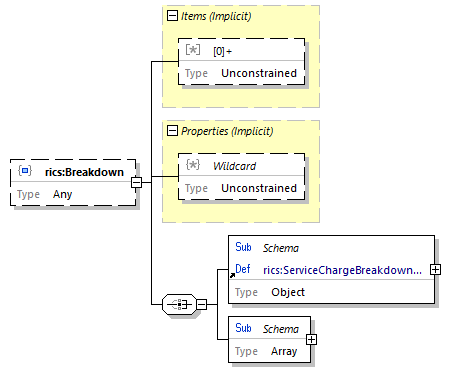 Items (Implicit)
[*] [0]+
Type Unconstrained
Properties (Implicit)
{*} Wildcard
Type Unconstrained
rics:Breakdown
Type Any
Sub Schema
Def rics:ServiceChargeBreakdown...
Type Object
Sub Schema
Type Array